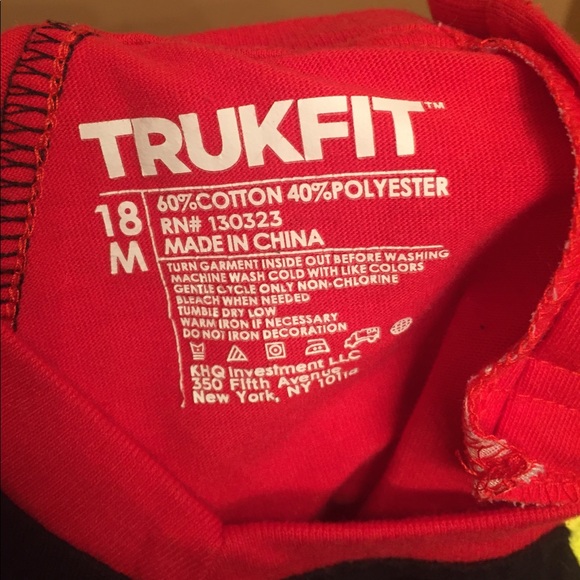 TRUKFIT™
18
M
60%COTTON 40%POLYESTER
RN# 130323
MADE IN CHINA
TURN GARMENT INSIDE OUT BEFORE WASHING
MACHINE WASH COLD WITH LIKE COLORS
GENTLE CYCLE ONLY NON-CHLORINE
BLEACH WHEN NEEDED
TUMBLE DRY LOW
WARM IRON IF NECESSARY
DO NOT IRON DECORATION
KHQ Investment LLC
350 Fifth Avenue
New York, NY